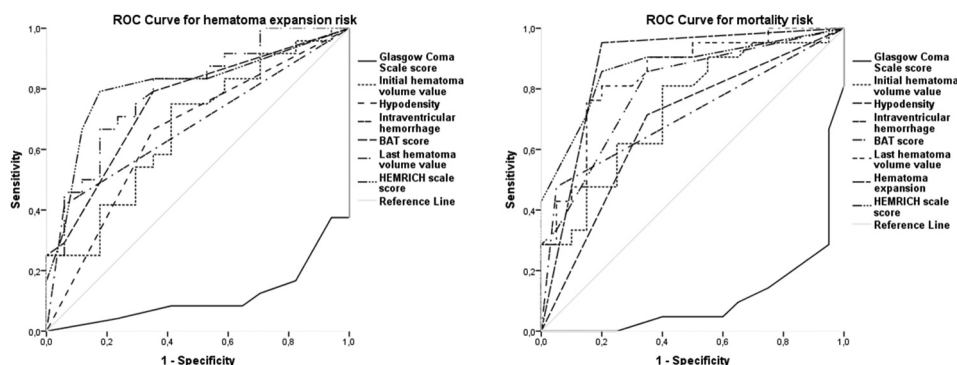 ROC Curve for hematoma expansion risk
1,0
0,8
0,6
0,4
0,2
0,0
Sensitivity
0,0
0,2
0,4
0,6
0,8
1,0
1 - Specificity
Glasgow Coma
Scale score
Initial hematoma
volume value
Hypodensity
Intraventricular
hemorrhage
BAT score
Last hematoma
volume value
HEMRICH scale
score
Reference Line
ROC Curve for mortality risk
1,0
0,8
0,6
0,4
0,2
0,0
Sensitivity
0,0
0,2
0,4
0,6
0,8
1,0
1 - Specificity
Glasgow Coma
Scale score
Initial hematoma
volume value
Hypodensity
Intraventricular
hemorrhage
BAT score
Last hematoma
volume value
Hematoma
expansion
HEMRICH scale
score
Reference Line